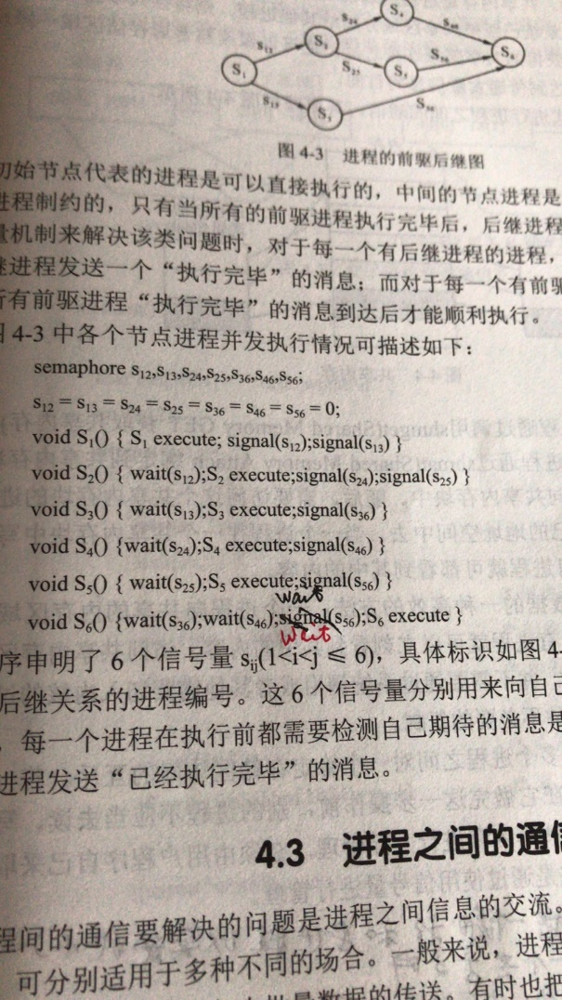 S₄
S₂
S₆
S₁
S₅
S₃
图 4-3 进程的前驱后继图
初始节点代表的进程是可以直接执行的，中间的节点进程是
进程制约的，只有当所有的前驱进程执行完毕后，后继进程
量机制来解决该类问题时，对于每一个有后继进程的进程，
继进程发送一个“执行完毕”的消息；而对于每一个有前驱
所有前驱进程“执行完毕”的消息到达后才能顺利执行。
图 4-3 中各个节点进程并发执行情况可描述如下：
semaphore s₁₂,s₁₃,s₂₄,s₂₅,s₃₆,s₄₆,s₅₆;
s₁₂ = s₁₃ = s₂₄ = s₂₅ = s₃₆ = s₄₆ = s₅₆ = 0;
void S₁() { S₁ execute; signal(s₁₂);signal(s₁₃) }
void S₂() { wait(s₁₂);S₂ execute;signal(s₂₄);signal(s₂₅) }
void S₃() { wait(s₁₃);S₃ execute;signal(s₃₆) }
void S₄() {wait(s₂₄);S₄ execute;signal(s₄₆) }
void S₅() { wait(s₂₅);S₅ execute;signal(s₅₆) }
wait
void S₆() {wait(s₃₆);wait(s₄₆);signal(s₅₆);S₆ execute }
wait
序申明了 6 个信号量 sᵢⱼ(1<i<j ≤ 6)，具体标识如图 4-
后继关系的进程编号。这 6 个信号量分别用来向自己
，每一个进程在执行前都需要检测自己期待的消息是
进程发送“已经执行完毕”的消息。
4.3 进程之间的通信
程间的通信要解决的问题是进程之间信息的交流。
可分别适用于多种不同的场合。一般来说，进程
数据的传送。有时也把